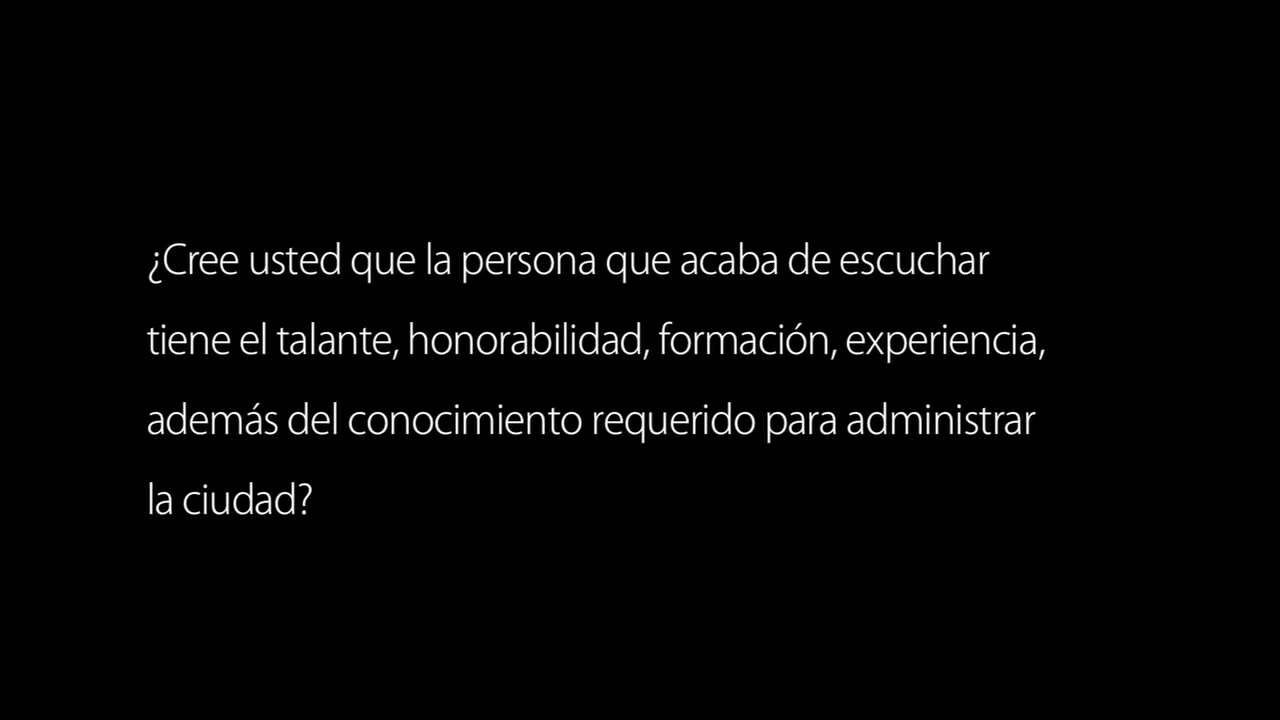 ¿Cree usted que la persona que acaba de escuchar
tiene el talante, honorabilidad, formación, experiencia,
además del conocimiento requerido para administrar
la ciudad?